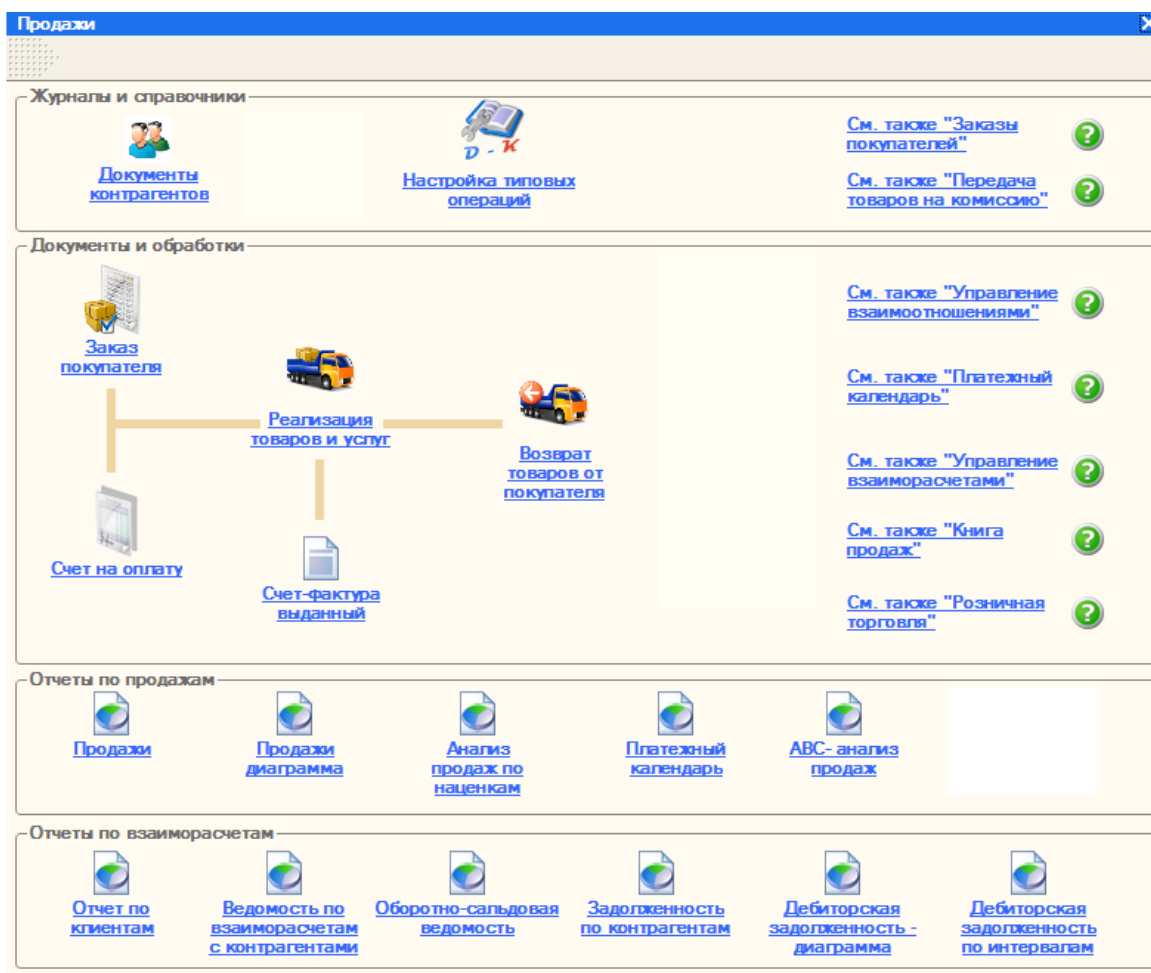 Продажи
Журналы и справочники
Документы
контрагентов
D - K
Настройка типовых
операций
См. также "Заказы
покупателей"
См. также "Передача
товаров на комиссию"
Документы и обработки
Заказ
покупателя
Реализация
товаров и услуг
Возврат
товаров от
покупателя
Счет на оплату
Счет-фактура
выданный
См. также "Управление
взаимоотношениями"
См. также "Платежный
календарь"
См. также "Управление
взаиморасчетами"
См. также "Книга
продаж"
См. также "Розничная
торговля"
Отчеты по продажам
Продажи
Продажи
диаграмма
Анализ
продаж по
наценкам
Платежный
календарь
ABC- анализ
продаж
Отчеты по взаиморасчетам
Отчет по
клиентам
Ведомость по
взаиморасчетам
с контрагентами
Оборотно-сальдовая
ведомость
Задолженность
по контрагентам
Дебиторская
задолженность -
диаграмма
Дебиторская
задолженность
по интервалам